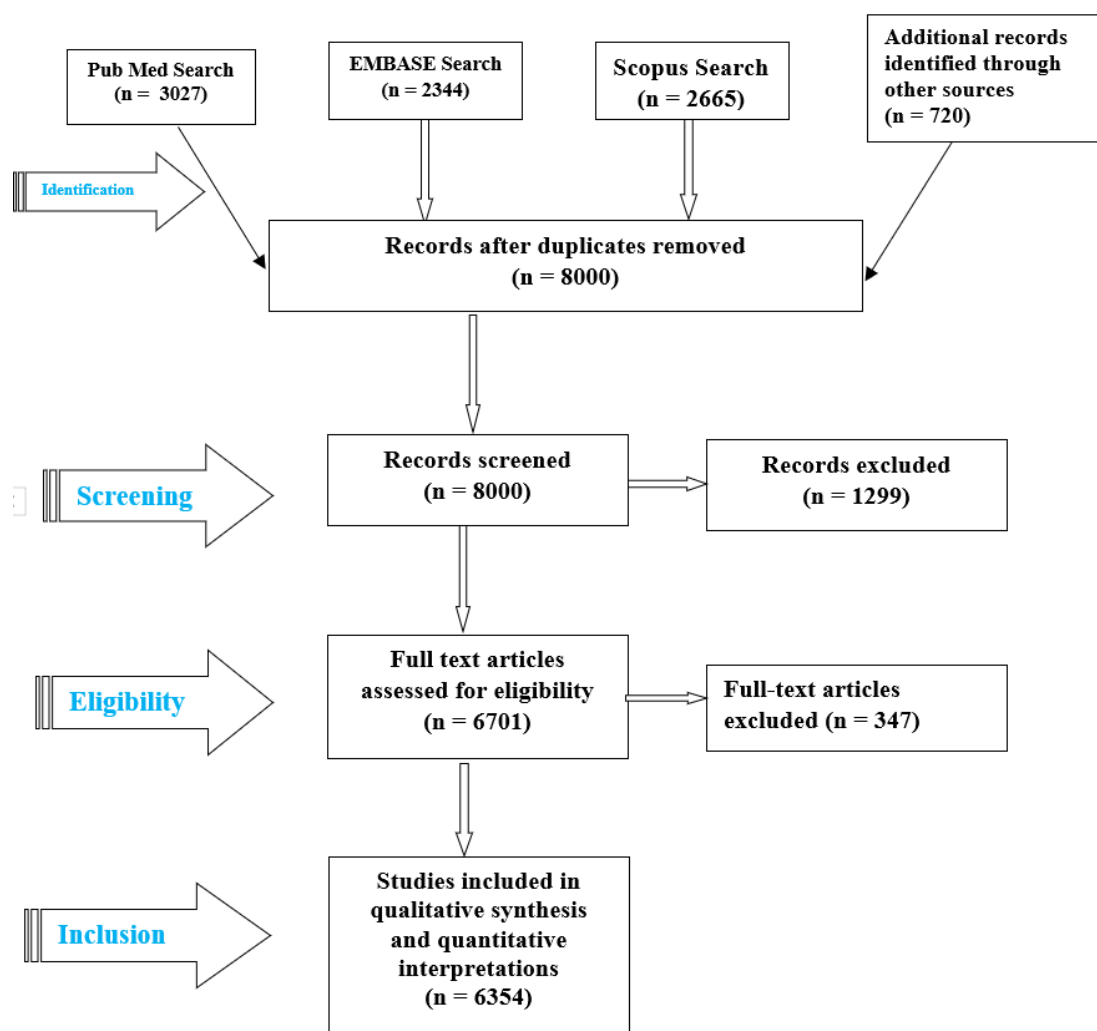 Pub Med Search
(n =  3027)
EMBASE Search
(n = 2344)
Scopus Search
(n = 2665)
Additional records
identified through
other sources
(n = 720)
Identification
Records after duplicates removed
(n = 8000)
Screening
Records screened
(n = 8000)
Records excluded
(n = 1299)
Eligibility
Full text articles
assessed for eligibility
(n = 6701)
Full-text articles
excluded (n = 347)
Inclusion
Studies included in
qualitative synthesis
and quantitative
interpretations
(n = 6354)